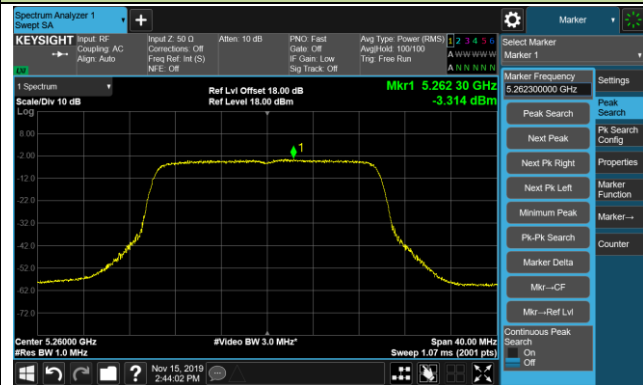 Spectrum Analyzer 1
Swept SA
Marker
KEYSIGHT
Input: RF
Coupling: AC
Align: Auto
Input Z: 50 Ω
Corrections: Off
Freq Ref: Int (S)
NFE: Off
Atten: 10 dB
PNO: Fast
Gate: Off
IF Gain: Low
Sig Track: Off
Avg Type: Power (RMS)
Avg|Hold: 100/100
Trig: Free Run
1 2 3 4 5 6
A W W W W W
A N N N N N
LXI
Select Marker
Marker 1
1 Spectrum
Scale/Div 10 dB
Log
Ref Lvl Offset 18.00 dB
Ref Level 18.00 dBm
Mkr1 5.262 30 GHz
-3.314 dBm
8.00
-2.00
-12.0
-22.0
-32.0
-42.0
-52.0
-62.0
-72.0
1
Center 5.26000 GHz
#Res BW 1.0 MHz
#Video BW 3.0 MHz*
Span 40.00 MHz
Sweep 1.07 ms (2001 pts)
Marker Frequency
5.262300000 GHz
Peak Search
Next Peak
Next Pk Right
Next Pk Left
Minimum Peak
Pk-Pk Search
Marker Delta
Mkr→CF
Mkr→Ref Lvl
Continuous Peak
Search
On
Off
Settings
Peak
Search
Pk Search
Config
Properties
Marker
Function
Marker→
Counter
Nov 15, 2019
2:44:02 PM